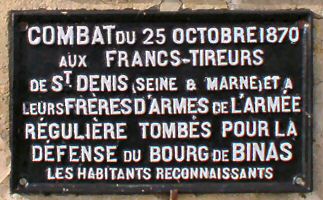 COMBAT DU 25 OCTOBRE 1870
AUX FRANCS-TIREURS
DE ST DENIS (SEINE & MARNE) ET A
LEURS FRÈRES D'ARMES DE L'ARMÉE
RÉGULIÈRE TOMBÉS POUR LA
DÉFENSE DU BOURG DE BINAS
LES HABITANTS RECONNAISSANTS